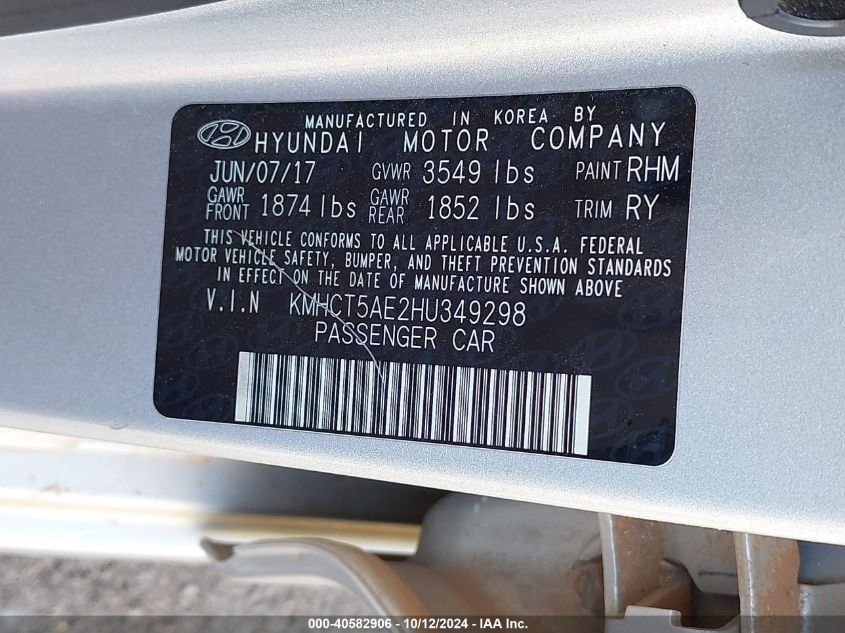 MANUFACTURED IN KOREA BY
HYUNDAI MOTOR COMPANY
JUN/07/17 GVWR 3549 lbs PAINT RHM
GAWR FRONT 1874 lbs GAWR REAR 1852 lbs TRIM RY
THIS VEHICLE CONFORMS TO ALL APPLICABLE U.S.A. FEDERAL
MOTOR VEHICLE SAFETY, BUMPER, AND THEFT PREVENTION STANDARDS
IN EFFECT ON THE DATE OF MANUFACTURE SHOWN ABOVE
V.I.N KMHCT5AE2HU349298
PASSENGER CAR
000-40582906 - 10/12/2024 - IAA Inc.